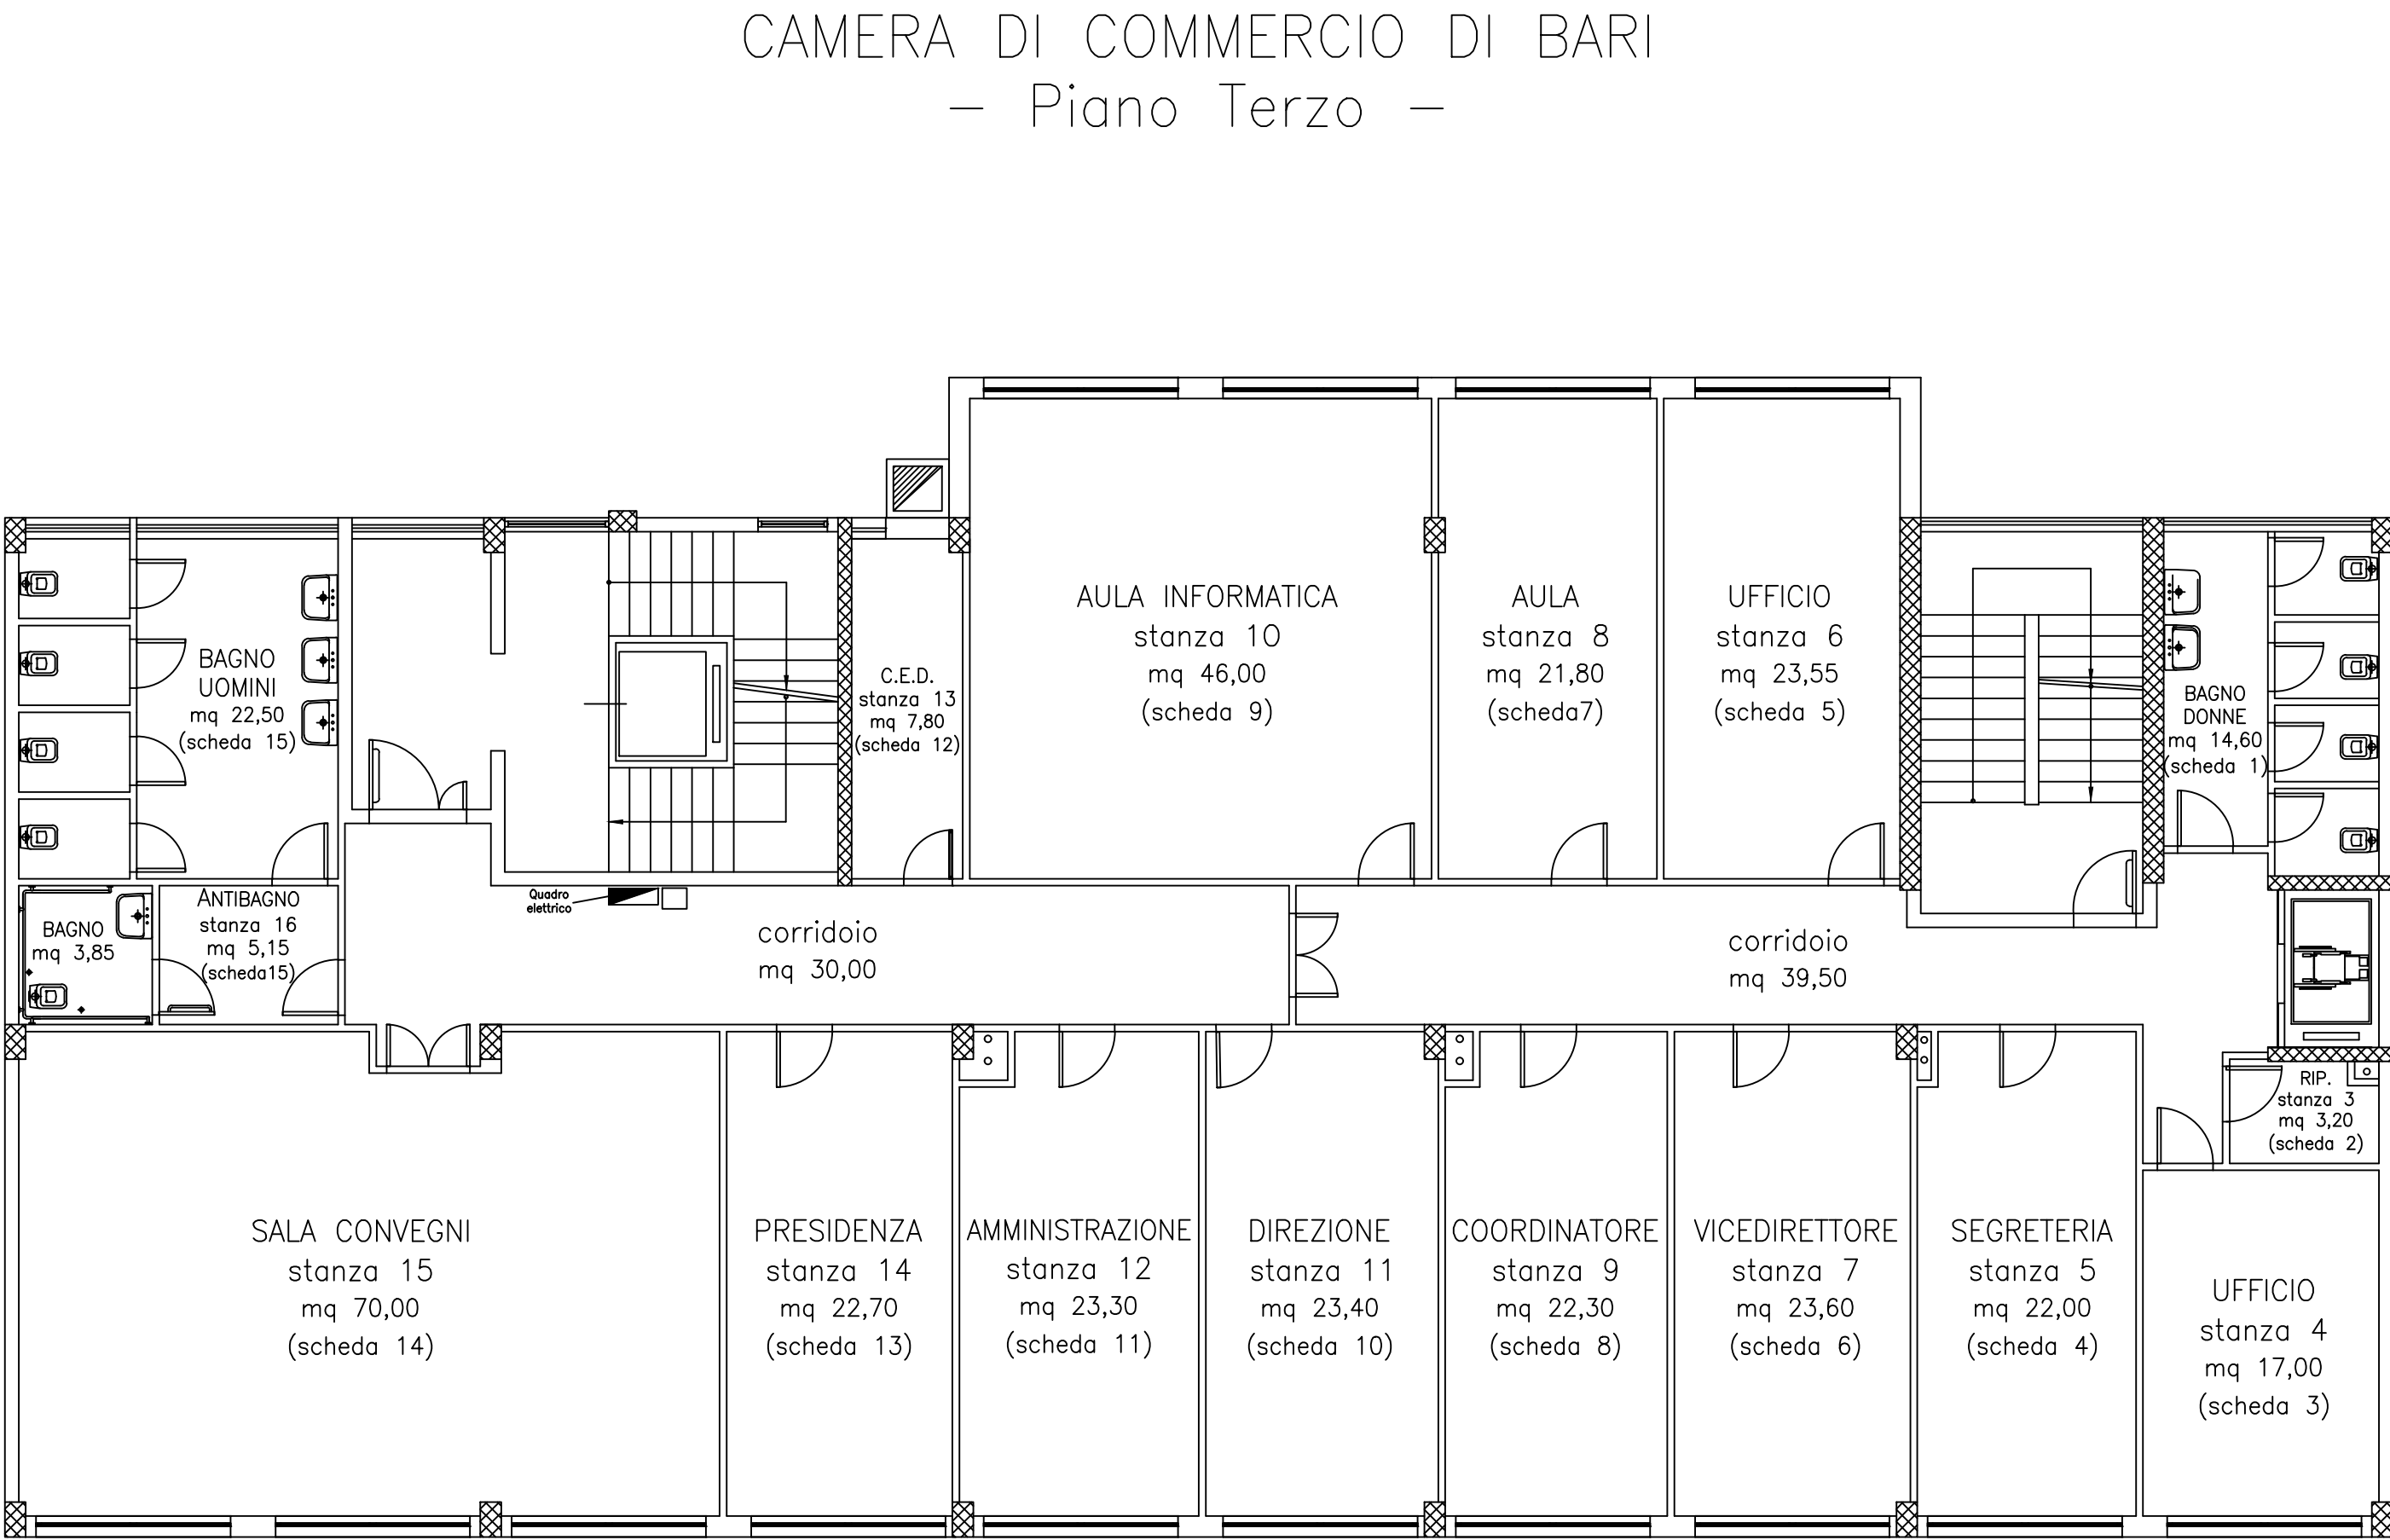 CAMERA DI COMMERCIO DI BARI
– Piano Terzo –
AULA INFORMATICA
stanza 10
mq 46,00
(scheda 9)
AULA
stanza 8
mq 21,80
(scheda7)
UFFICIO
stanza 6
mq 23,55
(scheda 5)
BAGNO
UOMINI
mq 22,50
(scheda 15)
C.E.D.
stanza 13
mq 7,80
(scheda 12)
BAGNO
DONNE
mq 14,60
(scheda 1)
BAGNO
mq 3,85
ANTIBAGNO
stanza 16
mq 5,15
(scheda15)
Quadro
elettrico
corridoio
mq 30,00
corridoio
mq 39,50
RIP.
stanza 3
mq 3,20
(scheda 2)
SALA CONVEGNI
stanza 15
mq 70,00
(scheda 14)
PRESIDENZA
stanza 14
mq 22,70
(scheda 13)
AMMINISTRAZIONE
stanza 12
mq 23,30
(scheda 11)
DIREZIONE
stanza 11
mq 23,40
(scheda 10)
COORDINATORE
stanza 9
mq 22,30
(scheda 8)
VICEDIRETTORE
stanza 7
mq 23,60
(scheda 6)
SEGRETERIA
stanza 5
mq 22,00
(scheda 4)
UFFICIO
stanza 4
mq 17,00
(scheda 3)